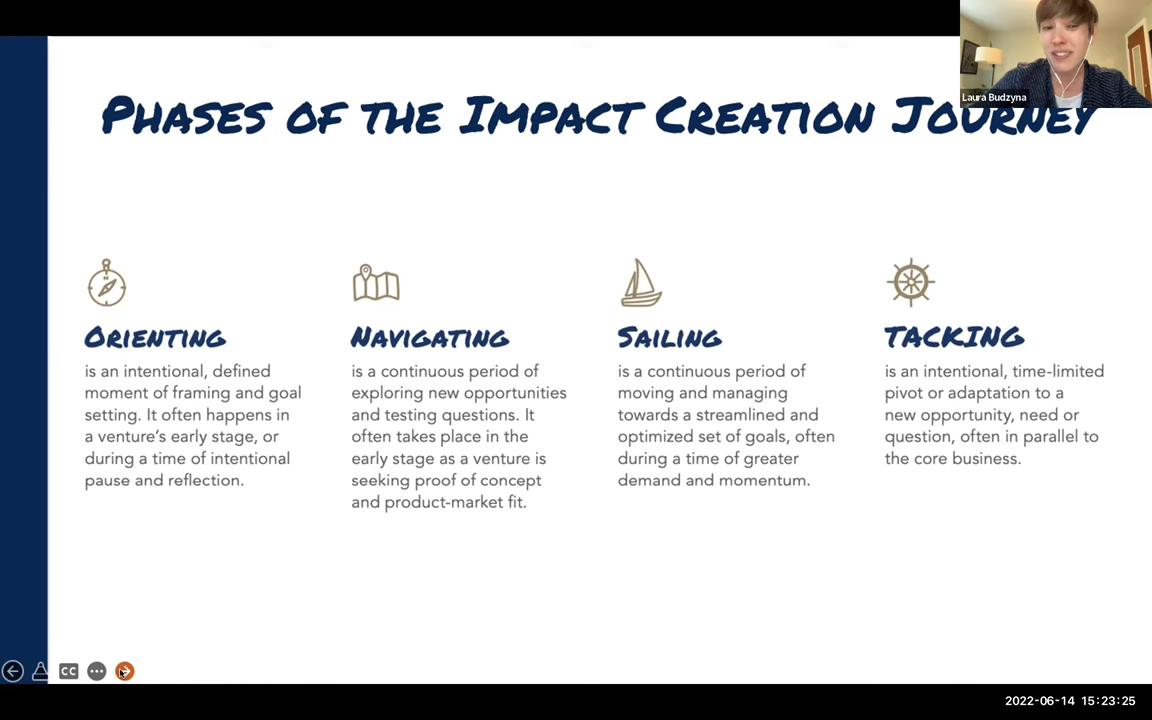 Laura Budzyna
PHASES OF THE IMPACT CREATION JOURNEY
N
ORIENTING
is an intentional, defined
moment of framing and goal
setting. It often happens in
a venture's early stage, or
during a time of intentional
pause and reflection.
NAVIGATING
is a continuous period of
exploring new opportunities
and testing questions. It
often takes place in the
early stage as a venture is
seeking proof of concept
and product-market fit.
SAILING
is a continuous period of
moving and managing
towards a streamlined and
optimized set of goals, often
during a time of greater
demand and momentum.
TACKING
is an intentional, time-limited
pivot or adaptation to a
new opportunity, need or
question, often in parallel to
the core business.
CC
2022-06-14 15:23:25